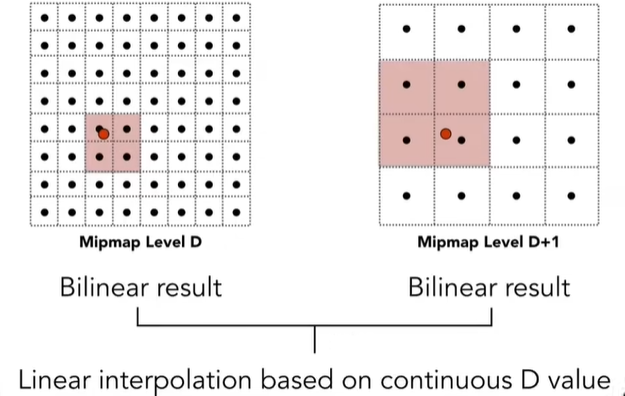 Mipmap Level D
Mipmap Level D+1
Bilinear result
Bilinear result
Linear interpolation based on continuous D value